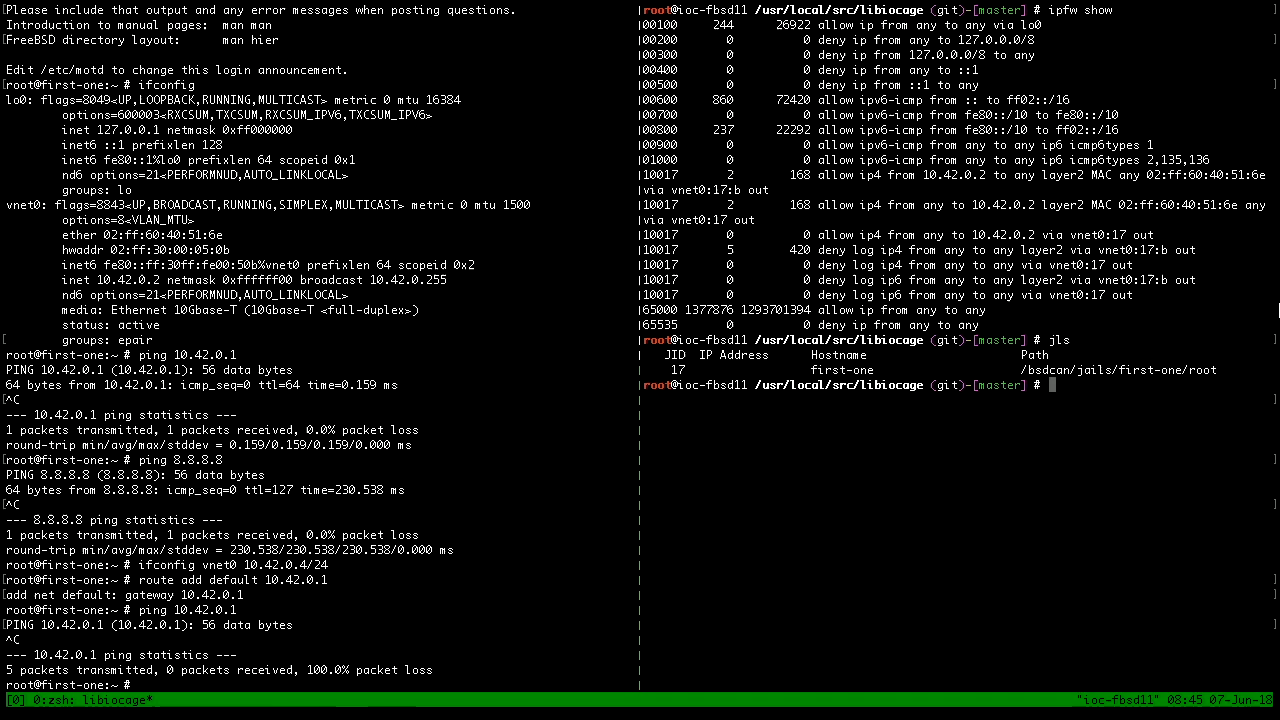 Please include that output and any error messages when posting questions.
Introduction to manual pages:  man man
FreeBSD directory layout:      man hier

Edit /etc/motd to change this login announcement.
root@first-one:~ # ifconfig
lo0: flags=8049<UP,LOOPBACK,RUNNING,MULTICAST> metric 0 mtu 16384
        options=600003<RXCSUM,TXCSUM,RXCSUM_IPV6,TXCSUM_IPV6>
        inet 127.0.0.1 netmask 0xff000000
        inet6 ::1 prefixlen 128
        inet6 fe80::1%lo0 prefixlen 64 scopeid 0x1
        nd6 options=21<PERFORMNUD,AUTO_LINKLOCAL>
        groups: lo
vnet0: flags=8843<UP,BROADCAST,RUNNING,SIMPLEX,MULTICAST> metric 0 mtu 1500
        options=8<VLAN_MTU>
        ether 02:ff:60:40:51:6e
        hwaddr 02:ff:30:00:05:0b
        inet6 fe80::ff:30ff:fe00:50b%vnet0 prefixlen 64 scopeid 0x2
        inet 10.42.0.2 netmask 0xffffff00 broadcast 10.42.0.255
        nd6 options=21<PERFORMNUD,AUTO_LINKLOCAL>
        media: Ethernet 10Gbase-T (10Gbase-T <full-duplex>)
        status: active
        groups: epair
root@first-one:~ # ping 10.42.0.1
PING 10.42.0.1 (10.42.0.1): 56 data bytes
64 bytes from 10.42.0.1: icmp_seq=0 ttl=64 time=0.159 ms
^C
--- 10.42.0.1 ping statistics ---
1 packets transmitted, 1 packets received, 0.0% packet loss
round-trip min/avg/max/stddev = 0.159/0.159/0.159/0.000 ms
root@first-one:~ # ping 8.8.8.8
PING 8.8.8.8 (8.8.8.8): 56 data bytes
64 bytes from 8.8.8.8: icmp_seq=0 ttl=127 time=230.538 ms
^C
--- 8.8.8.8 ping statistics ---
1 packets transmitted, 1 packets received, 0.0% packet loss
round-trip min/avg/max/stddev = 230.538/230.538/230.538/0.000 ms
root@first-one:~ # ifconfig vnet0 10.42.0.4/24
root@first-one:~ # route add default 10.42.0.1
add net default: gateway 10.42.0.1
root@first-one:~ # ping 10.42.0.1
PING 10.42.0.1 (10.42.0.1): 56 data bytes
^C
--- 10.42.0.1 ping statistics ---
5 packets transmitted, 0 packets received, 100.0% packet loss
root@first-one:~ #
root@ioc-fbsd11 /usr/local/src/libiocage (git)-[master] # ipfw show
00100     244      26922 allow ip from any to any via lo0
00200       0          0 deny ip from any to 127.0.0.0/8
00300       0          0 deny ip from 127.0.0.0/8 to any
00400       0          0 deny ip from any to ::1
00500       0          0 deny ip from ::1 to any
00600     860      72420 allow ipv6-icmp from :: to ff02::/16
00700       0          0 allow ipv6-icmp from fe80::/10 to fe80::/10
00800     237      22292 allow ipv6-icmp from fe80::/10 to ff02::/16
00900       0          0 allow ipv6-icmp from any to any ip6 icmp6types 1
01000       0          0 allow ipv6-icmp from any to any ip6 icmp6types 2,135,136
10017       2        168 allow ip4 from 10.42.0.2 to any layer2 MAC any 02:ff:60:40:51:6e
via vnet0:17:b out
10017       2        168 allow ip4 from any to 10.42.0.2 layer2 MAC 02:ff:60:40:51:6e any
via vnet0:17 out
10017       0          0 allow ip4 from any to 10.42.0.2 via vnet0:17 out
10017       5        420 deny log ip4 from any to any layer2 via vnet0:17:b out
10017       0          0 deny log ip4 from any to any via vnet0:17 out
10017       0          0 deny log ip6 from any to any layer2 via vnet0:17:b out
10017       0          0 deny log ip6 from any to any via vnet0:17 out
65000 1377876 1293701394 allow ip from any to any
65535       0          0 deny ip from any to any
root@ioc-fbsd11 /usr/local/src/libiocage (git)-[master] # jls
   JID  IP Address      Hostname                      Path
    17                  first-one                     /bsdcan/jails/first-one/root
root@ioc-fbsd11 /usr/local/src/libiocage (git)-[master] #
[0] 0:zsh: libiocage* "ioc-fbsd11" 08:45 07-Jun-18